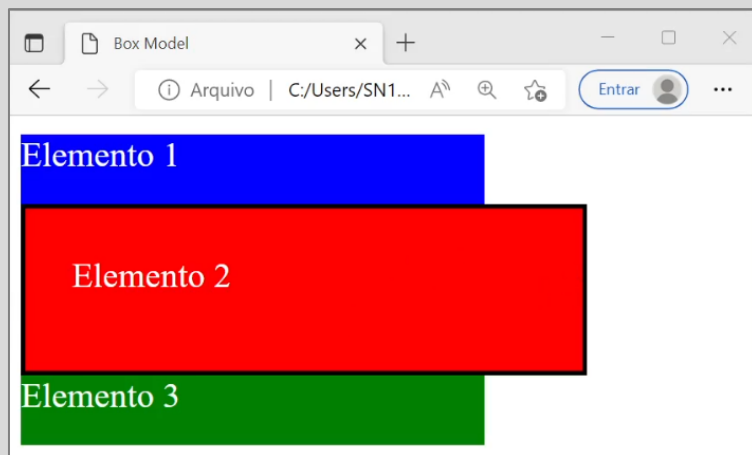 Box Model
Arquivo | C:/Users/SN1... A
Entrar
Elemento 1
Elemento 2
Elemento 3